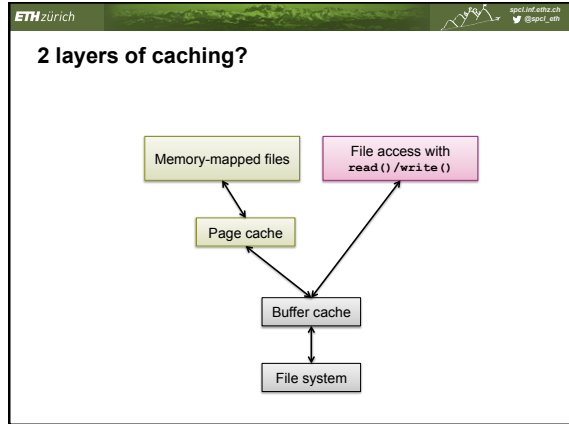 ETH zürich
spcl.inf.ethz.ch
@spcl_eth
2 layers of caching?
Memory-mapped files
File access with
read()/write()
Page cache
Buffer cache
File system